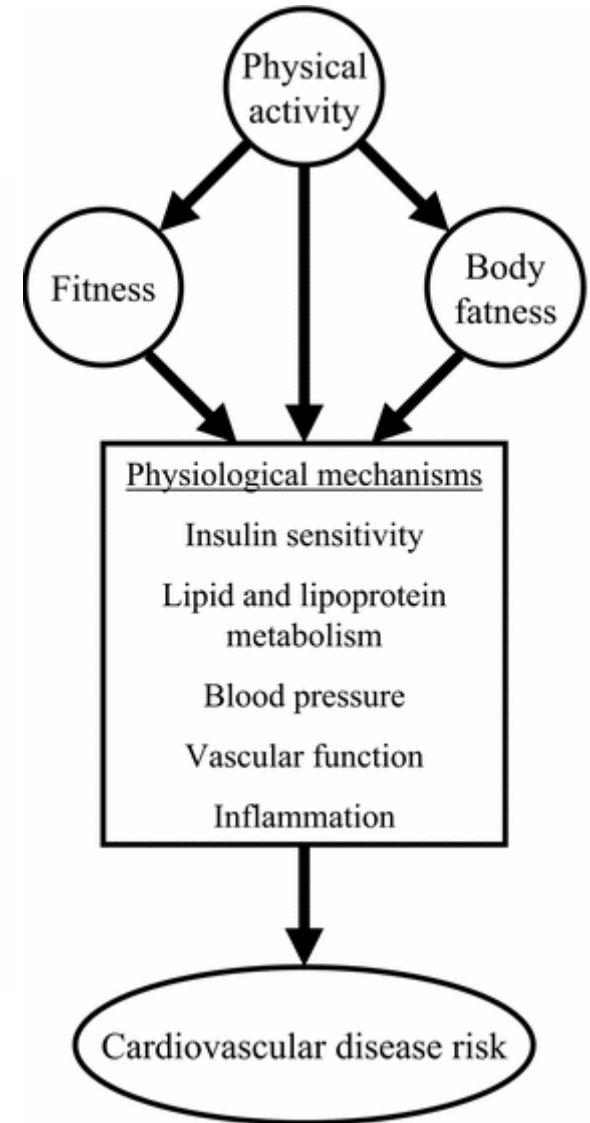 Physical
activity
Fitness
Body
fatness
Physiological mechanisms
Insulin sensitivity
Lipid and lipoprotein
metabolism
Blood pressure
Vascular function
Inflammation
Cardiovascular disease risk